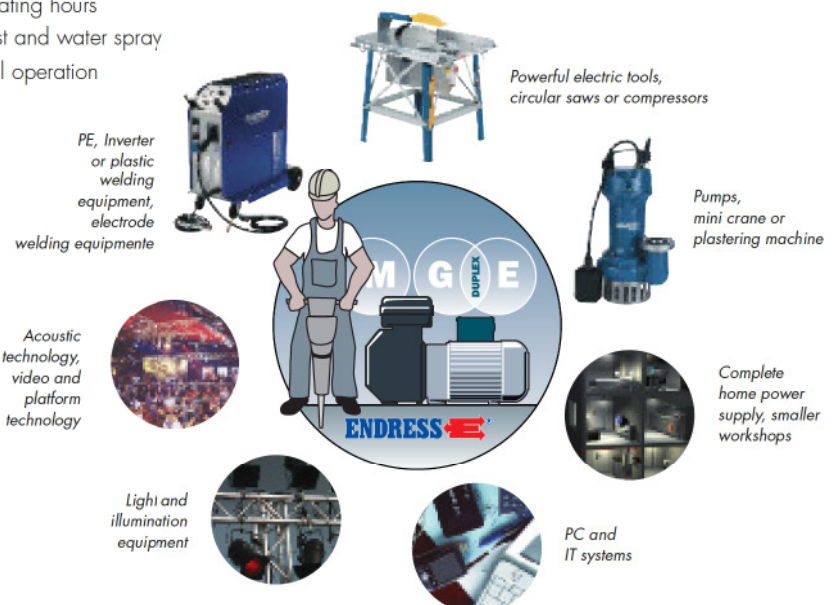 ating hours
st and water spray
l operation
Powerful electric tools,
circular saws or compressors
PE, Inverter
or plastic
welding
equipment,
electrode
welding equipmente
Pumps,
mini crane or
plastering machine
M G DUPLEX E
Acoustic
technology,
video and
platform
technology
Complete
home power
supply, smaller
workshops
ENDRESS E
Light and
illumination
equipment
PC and
IT systems